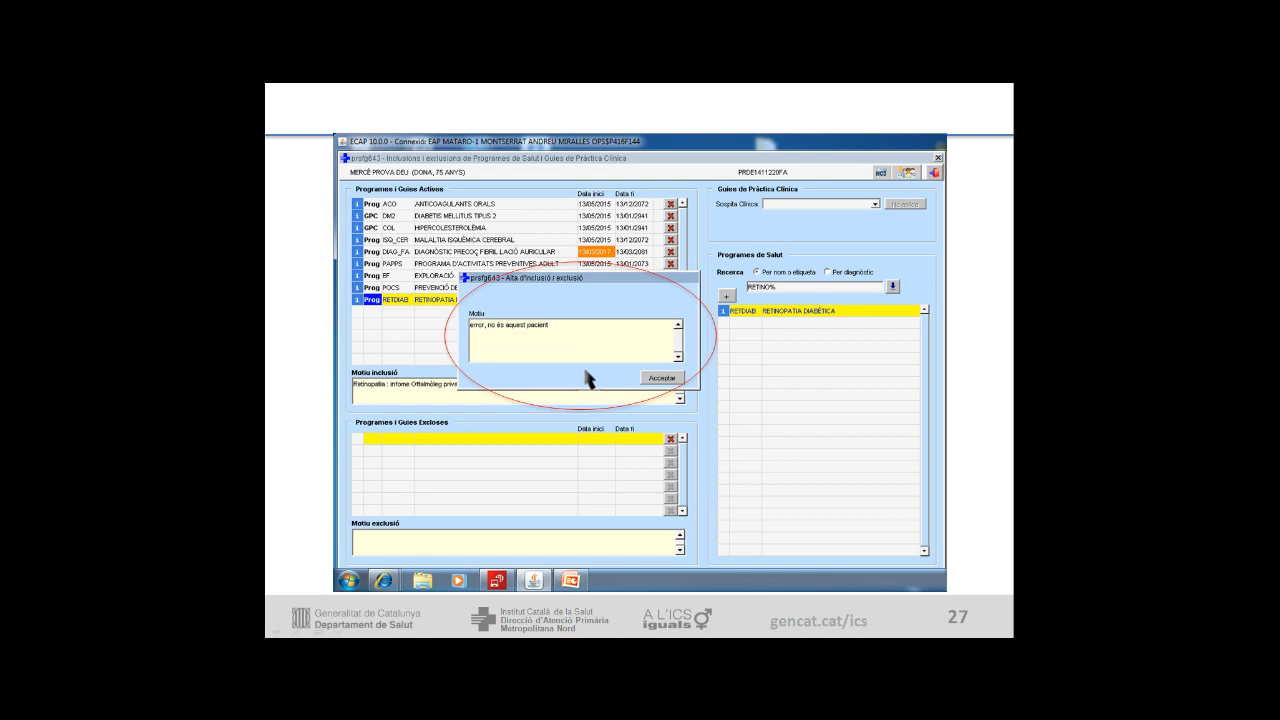 ECAP 10.0.0 - Connexió: EAP MATARO-1 MONTSERRAT ANDREU MIRALLES OPS$P416F144
prsfg643 - Inclusions i exclusions de Programes de Salut i Guies de Pràctica Clínica
MERCÈ PROVA DELI (DONA, 75 ANYS) PRDE1411220FA HC3
Programes i Guies Actives
Data inici Data fi
i Prog ACO ANTICOAGULANTS ORALS 13/05/2015 13/12/2072
i GPC DM2 DIABETIS MELLITUS TIPUS 2 13/05/2015 13/01/2941
i GPC COL HIPERCOLESTEROLÈMIA 13/05/2015 13/01/2941
i Prog ISQ_CER MALALTIA ISQUÈMICA CEREBRAL 13/05/2015 13/12/2072
i Prog DIAG_FA DIAGNÒSTIC PRECOÇ FIBRIL·LACIÓ AURICULAR 13/03/2017 13/03/2081
i Prog PAPPS PROGRAMA D'ACTIVITATS PREVENTIVES ADULT 13/05/2015 13/01/2073
i Prog EF EXPLORACIÓ
i Prog POCS PREVENCIÓ DE
i Prog RETDIAB RETINOPATIA
prsfg643 - Alta d'inclusió / exclusió
Motiu
error, no és aquest pacient
Acceptar
Motiu inclusió
Retinopatia : infome Oftalmòleg priva
Programes i Guies Excloses
Data inici Data fi
Motiu exclusió
Guies de Pràctica Clínica
Sospita Clínica: No activa
Programes de Salut
Recerca Per nom o etiqueta Per diagnòstic
RETINO%
+
i RETDIAB RETINOPATIA DIABÈTICA
Generalitat de Catalunya
Departament de Salut
Institut Català de la Salut
Direcció d'Atenció Primària
Metropolitana Nord
A L'ICS
iguals
gencat.cat/ics
27